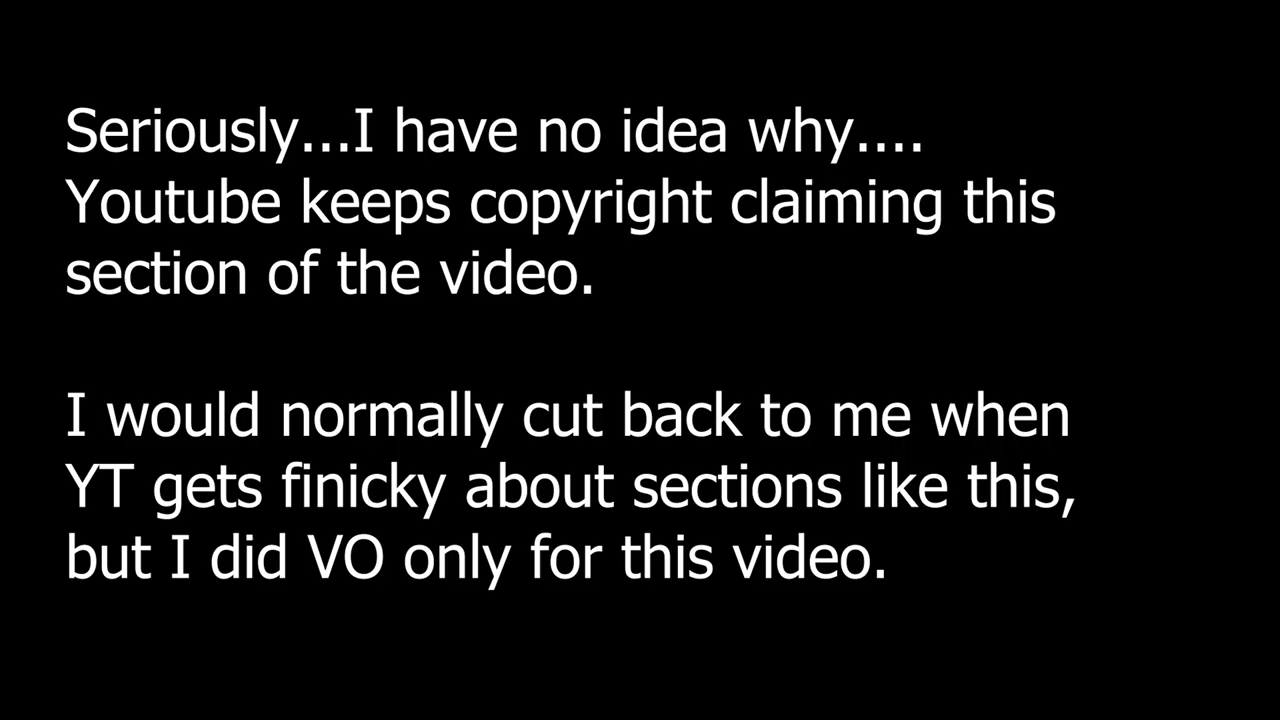 Seriously...I have no idea why....
Youtube keeps copyright claiming this
section of the video.
I would normally cut back to me when
YT gets finicky about sections like this,
but I did VO only for this video.